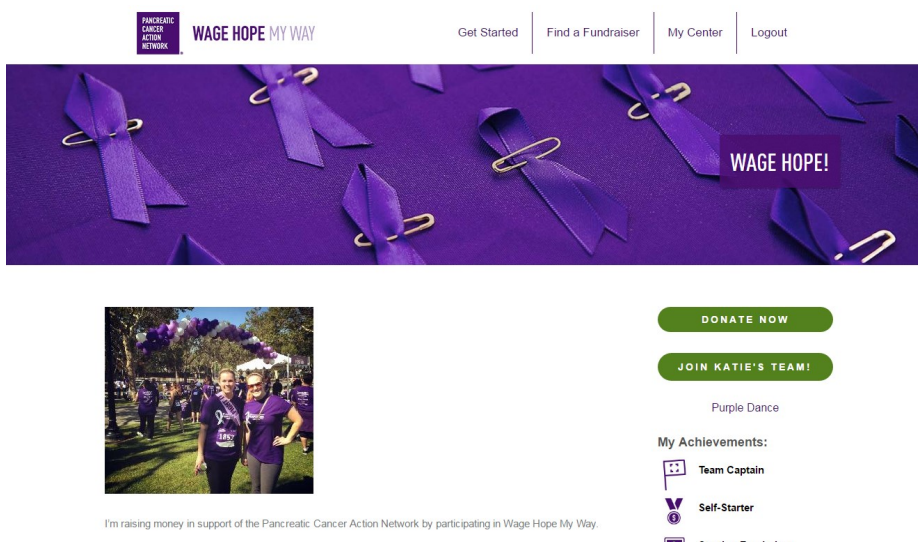 PANCREATIC
CANCER
ACTION
NETWORK
WAGE HOPE MY WAY
Get Started
Find a Fundraiser
My Center
Logout
WAGE HOPE!
DONATE NOW
JOIN KATIE'S TEAM!
Purple Dance
My Achievements:
Team Captain
Self-Starter
1857
I'm raising money in support of the Pancreatic Cancer Action Network by participating in Wage Hope My Way.